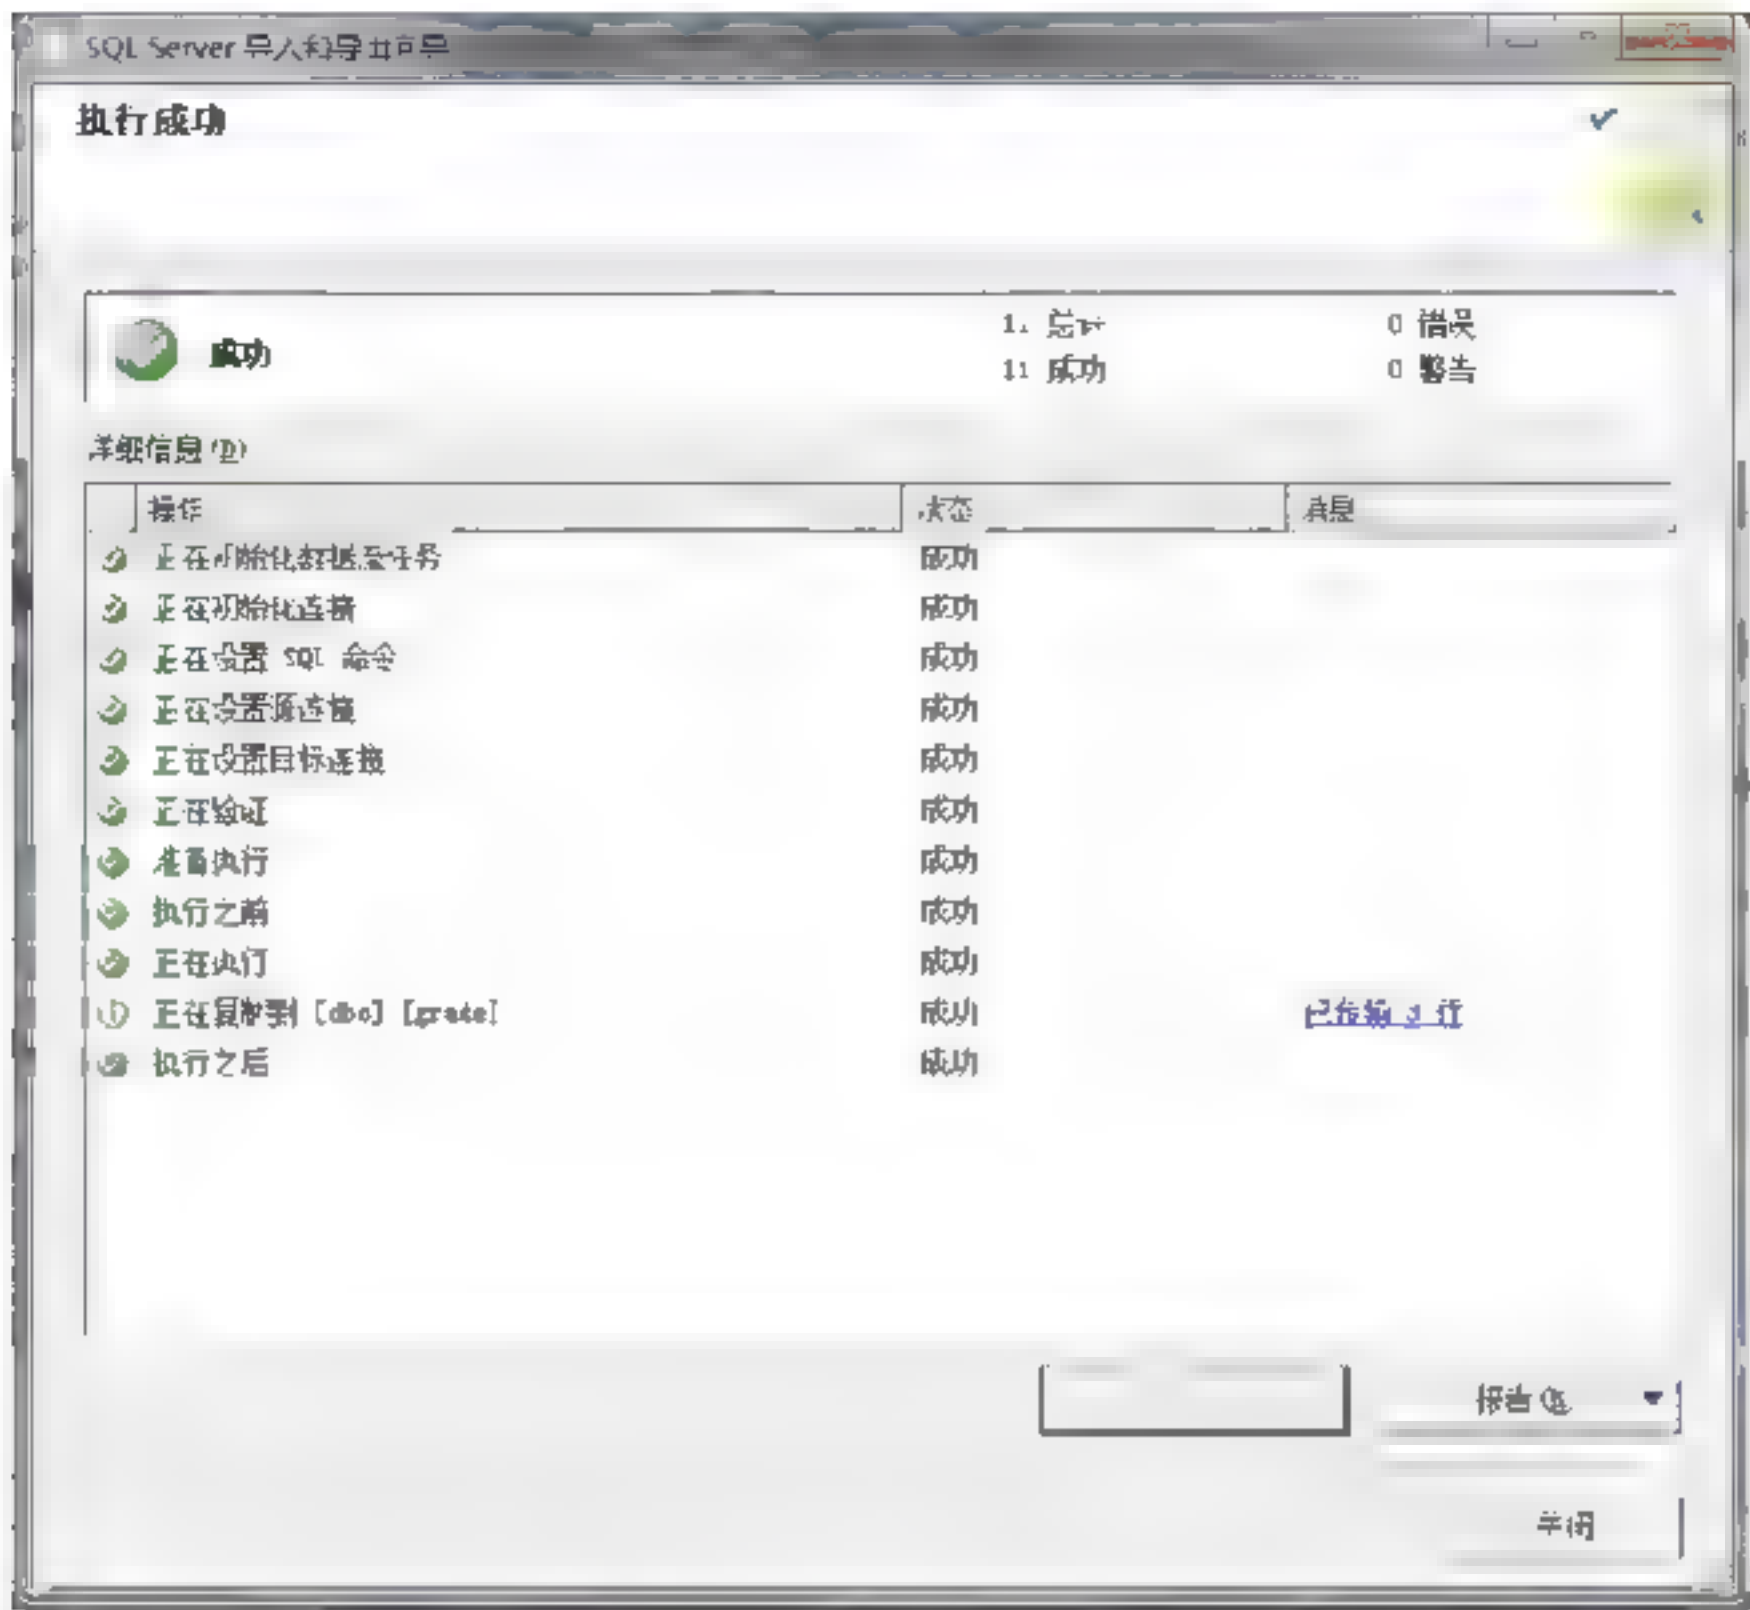 SQL Server 导入和导出向导
执行成功
成功
11 总计
0 错误
11 成功
0 警告
详细信息(D)
操作 状态 消息
正在初始化数据流任务 成功
正在初始化连接 成功
正在设置 SQL 命令 成功
正在设置源连接 成功
正在设置目标连接 成功
正在验证 成功
准备执行 成功
执行之前 成功
正在执行 成功
正在复制到 [dbo] 成功 已传输 行
执行之后 成功
报告(R)
关闭